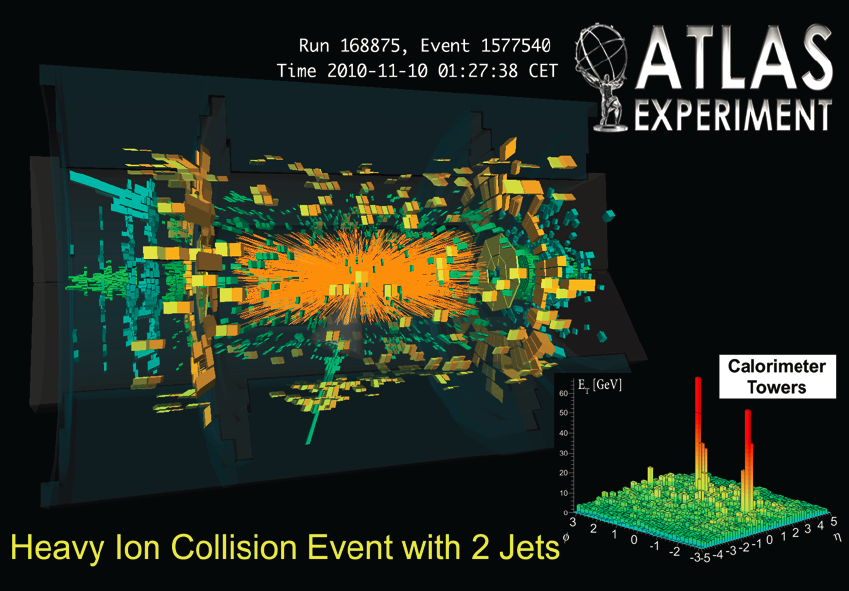 Run 168875, Event 1577540
Time 2010-11-10 01:27:38 CET
ATLAS
EXPERIMENT
Calorimeter
Towers
E_T [GeV]
60
50
40
30
20
10
0
3 2 1 0 -1 -2 -3
ϕ
-5 -4 -3 -2 -1 0 1 2 3 4 5
η
Heavy Ion Collision Event with 2 Jets